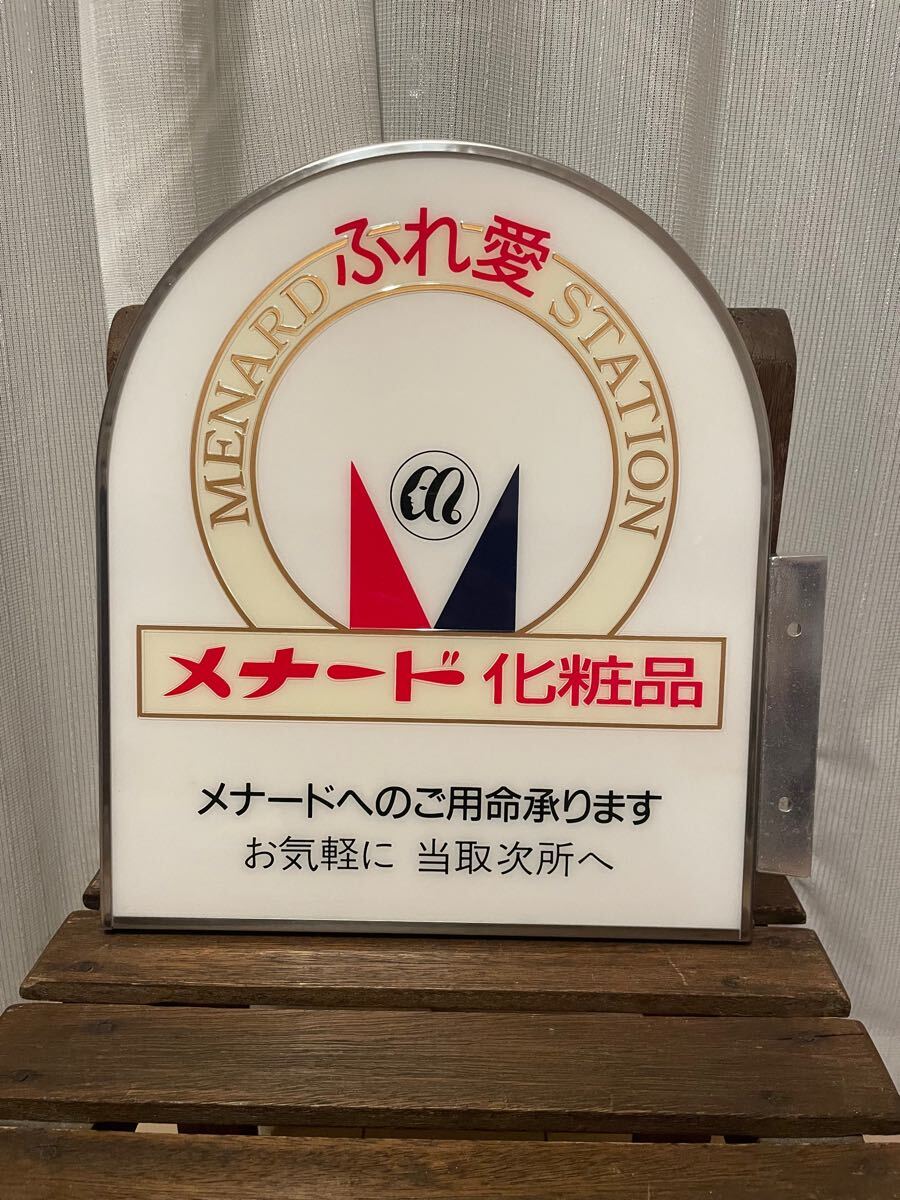 ふれ愛
MENARD STATION
メナード 化粧品
メナードへのご用命承ります
お気軽に 当取次所へ